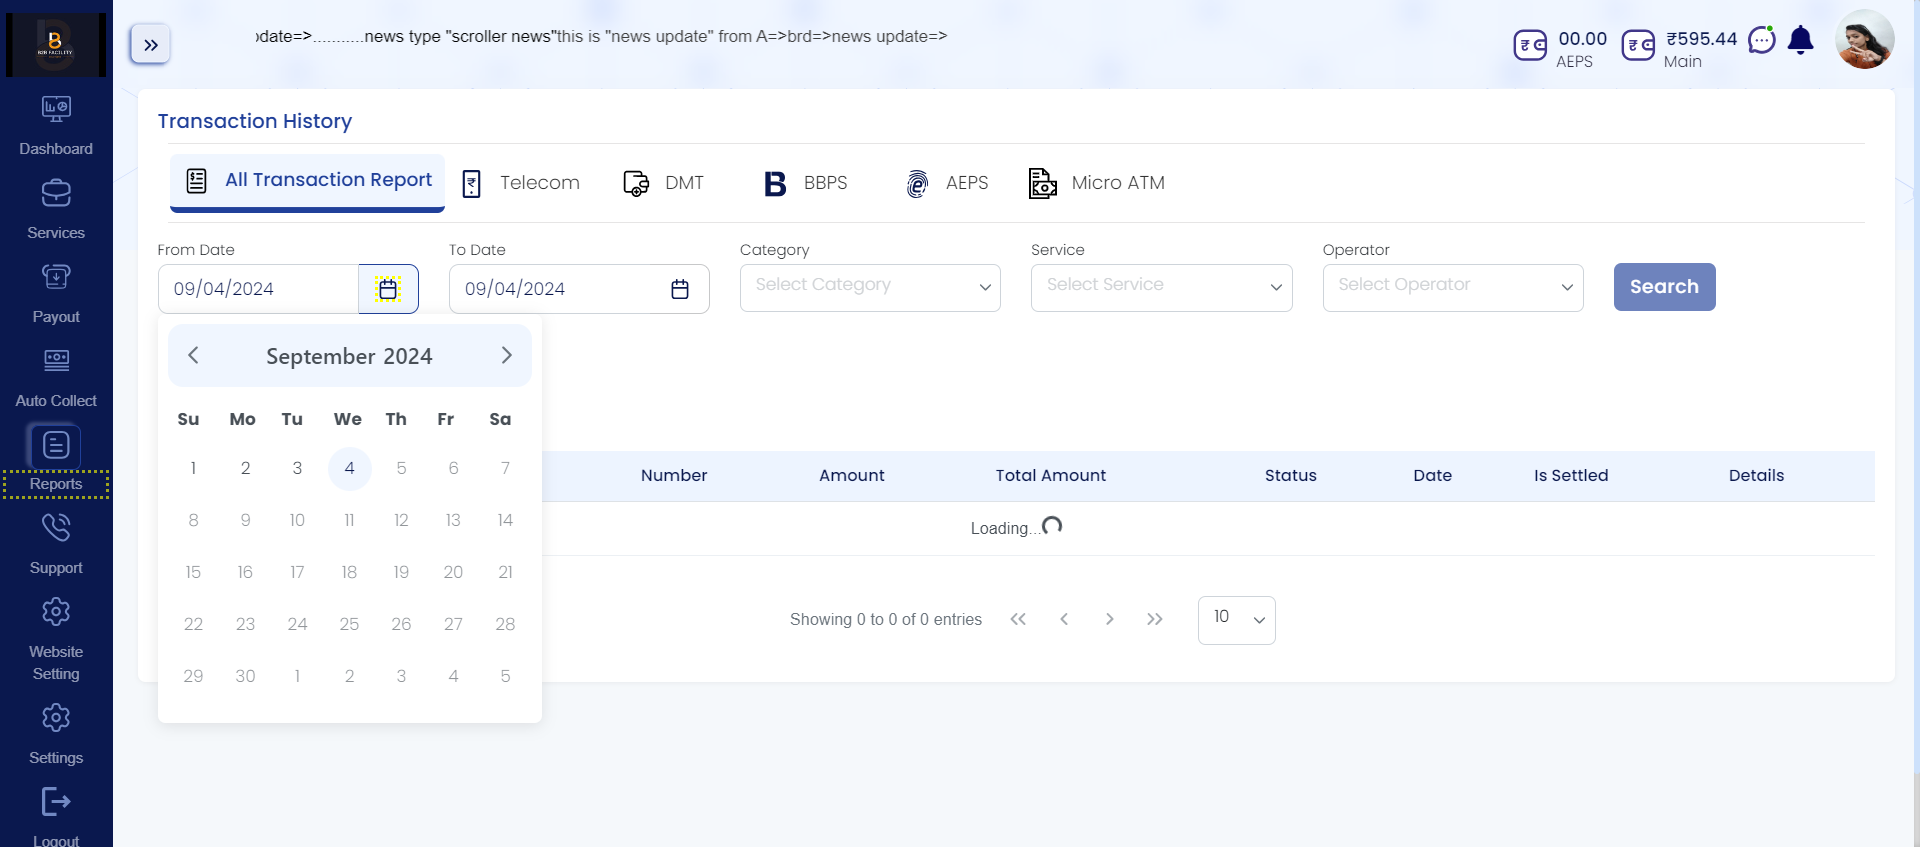 B2B FACILITY
Dashboard
Services
Payout
Auto Collect
Reports
Support
Website
Setting
Settings
Logout
pdate=>...........news type "scroller news"this is "news update" from A=>brd=>news update=>
00.00
AEPS
₹595.44
Main
Transaction History
All Transaction Report
Telecom
DMT
BBPS
AEPS
Micro ATM
From Date
To Date
Category
Service
Operator
09/04/2024
09/04/2024
Select Category
Select Service
Select Operator
Search
September 2024
Su Mo Tu We Th Fr Sa
1 2 3 4 5 6 7
8 9 10 11 12 13 14
15 16 17 18 19 20 21
22 23 24 25 26 27 28
29 30 1 2 3 4 5
Number Amount Total Amount Status Date Is Settled Details
Loading...
Showing 0 to 0 of 0 entries
10